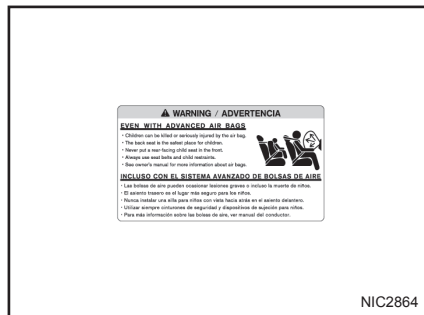 WARNING / ADVERTENCIA
EVEN WITH ADVANCED AIR BAGS
• Children can be killed or seriously injured by the air bag.
• The back seat is the safest place for children.
• Never put a rear-facing child seat in the front.
• Always use seat belts and child restraints.
• See owner's manual for more information about air bags.
INCLUSO CON EL SISTEMA AVANZADO DE BOLSAS DE AIRE
• Las bolsas de aire pueden ocasionar lesiones graves o incluso la muerte de niños.
• El asiento trasero es el lugar más seguro para los niños.
• Nunca instalar una silla para niños con vista hacia atrás en el asiento delantero.
• Utilizar siempre cinturones de seguridad y dispositivos de sujeción para niños.
• Para más información sobre las bolsas de aire, ver manual del conductor.
NIC2864